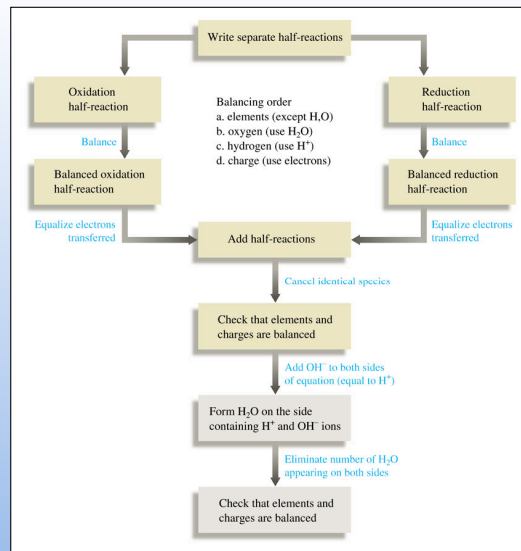 Write separate half-reactions
Oxidation
half-reaction
Reduction
half-reaction
Balancing order
a. elements (except H,O)
b. oxygen (use H₂O)
c. hydrogen (use H⁺)
d. charge (use electrons)
Balance
Balance
Balanced oxidation
half-reaction
Balanced reduction
half-reaction
Equalize electrons
transferred
Equalize electrons
transferred
Add half-reactions
Cancel identical species
Check that elements and
charges are balanced
Add OH⁻ to both sides
of equation (equal to H⁺)
Form H₂O on the side
containing H⁺ and OH⁻ ions
Eliminate number of H₂O
appearing on both sides
Check that elements and
charges are balanced